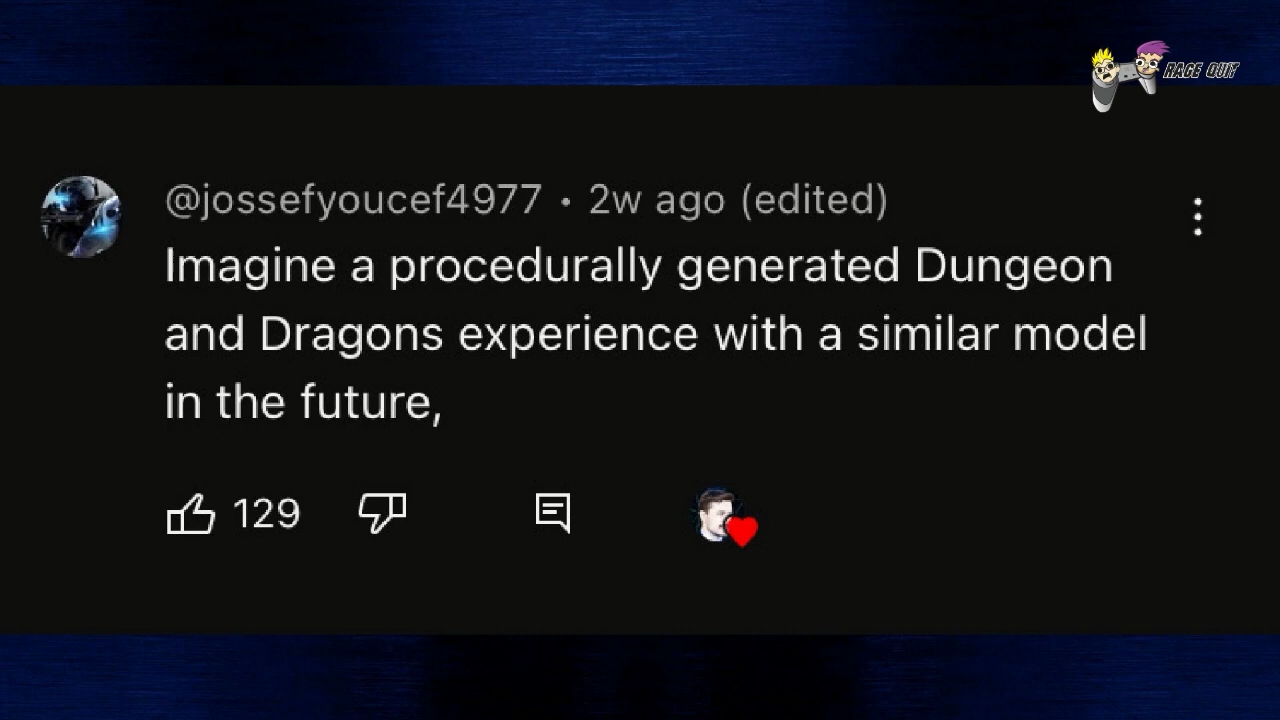 RAGE QUIT
@jossefyoucef4977 • 2w ago (edited)
Imagine a procedurally generated Dungeon
and Dragons experience with a similar model
in the future,
129